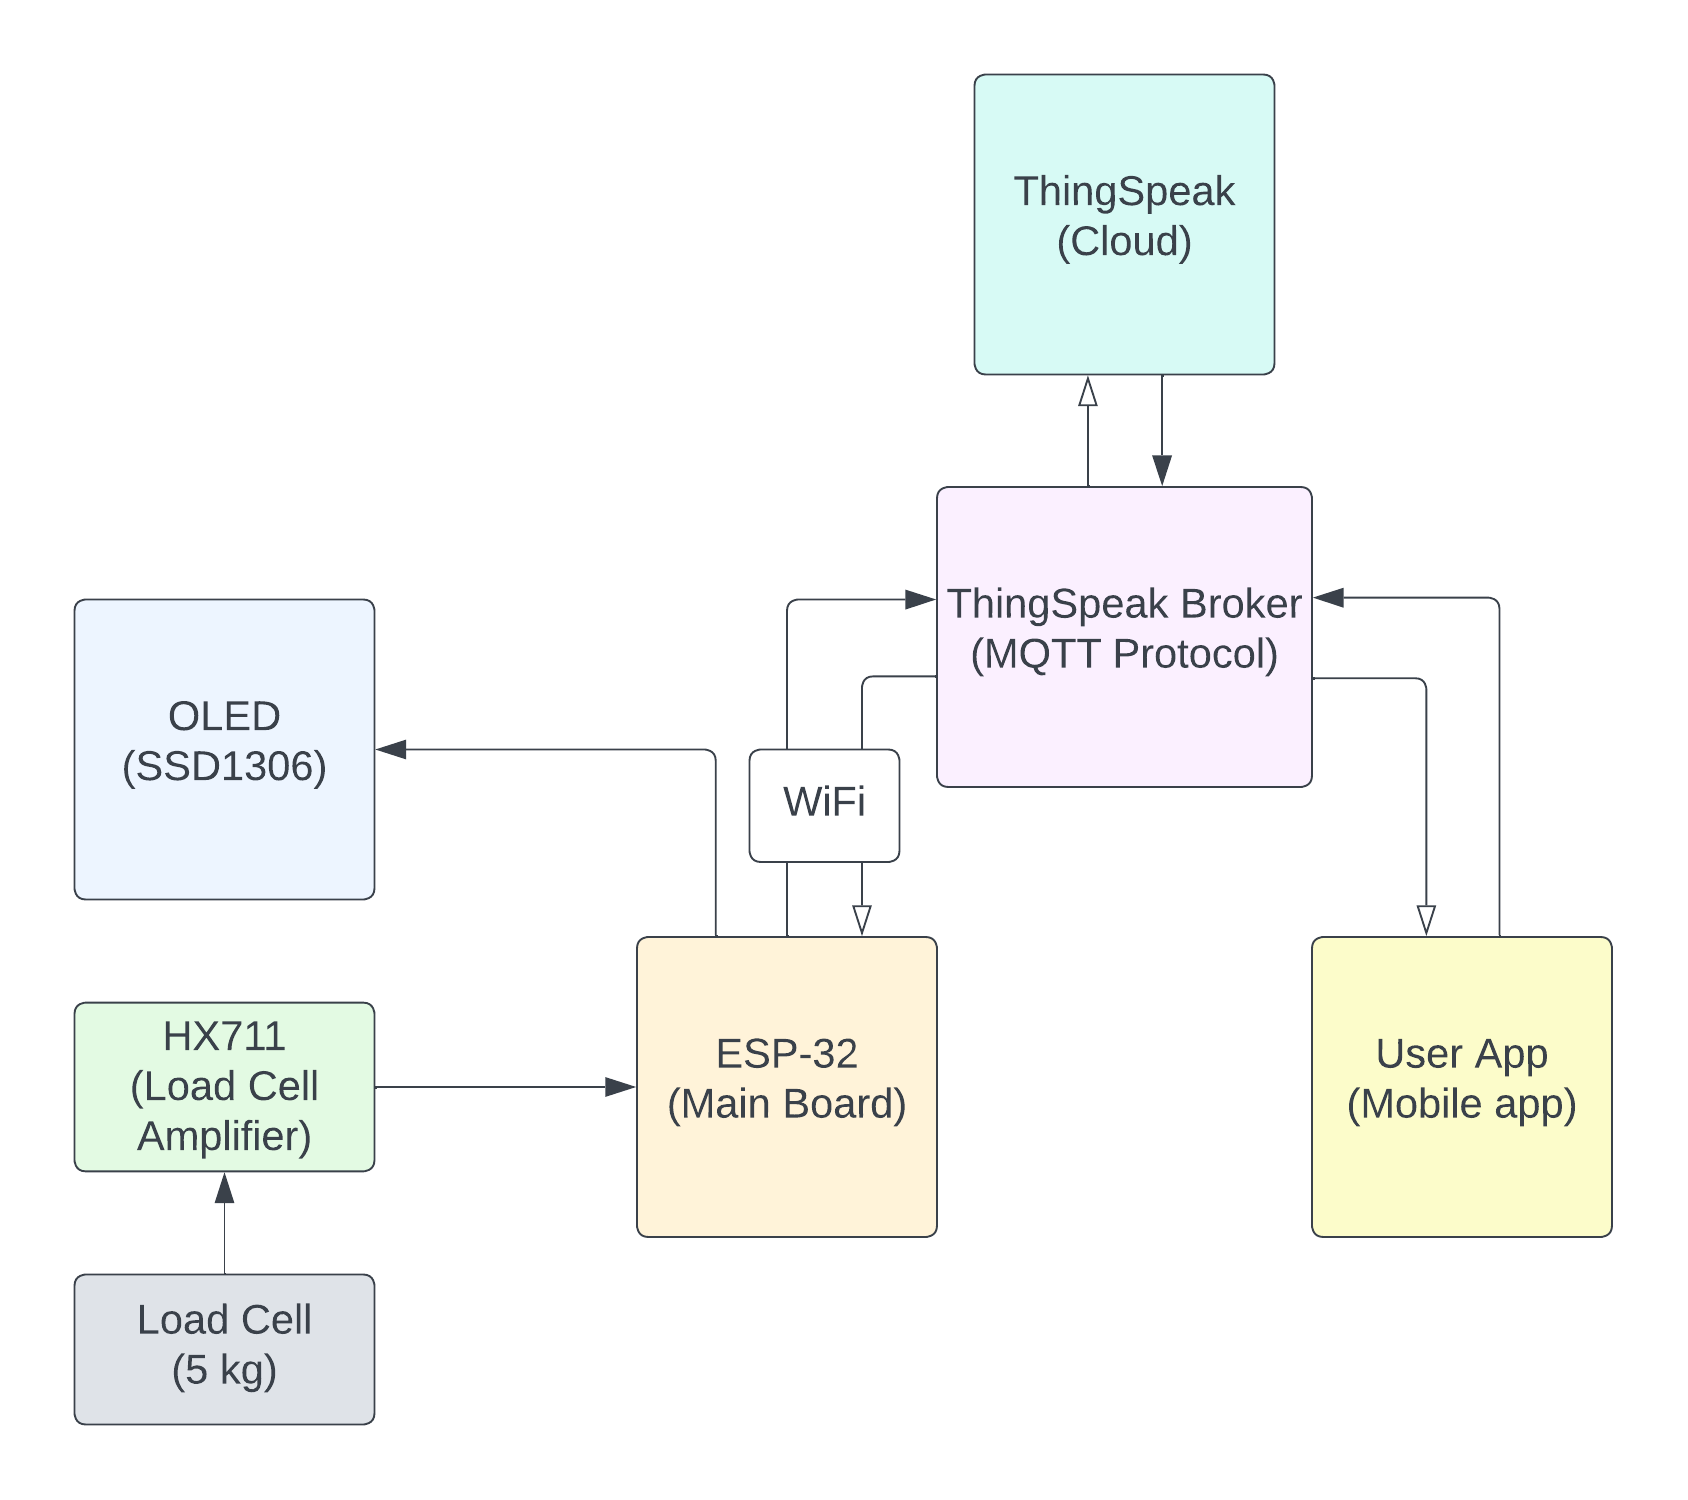 ThingSpeak
(Cloud)
ThingSpeak Broker
(MQTT Protocol)
OLED
(SSD1306)
WiFi
HX711
(Load Cell
Amplifier)
ESP-32
(Main Board)
User App
(Mobile app)
Load Cell
(5 kg)